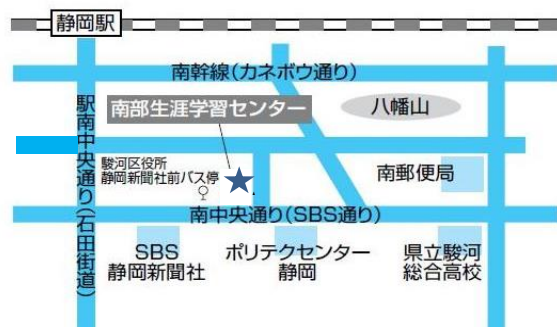 静岡駅
南幹線(カネボウ通り)
南部生涯学習センター
八幡山
駅南中央通り(石田街道)
駿河区役所
静岡新聞社前バス停
南郵便局
南中央通り(SBS通り)
SBS
静岡新聞社
ポリテクセンター
静岡
県立駿河
総合高校